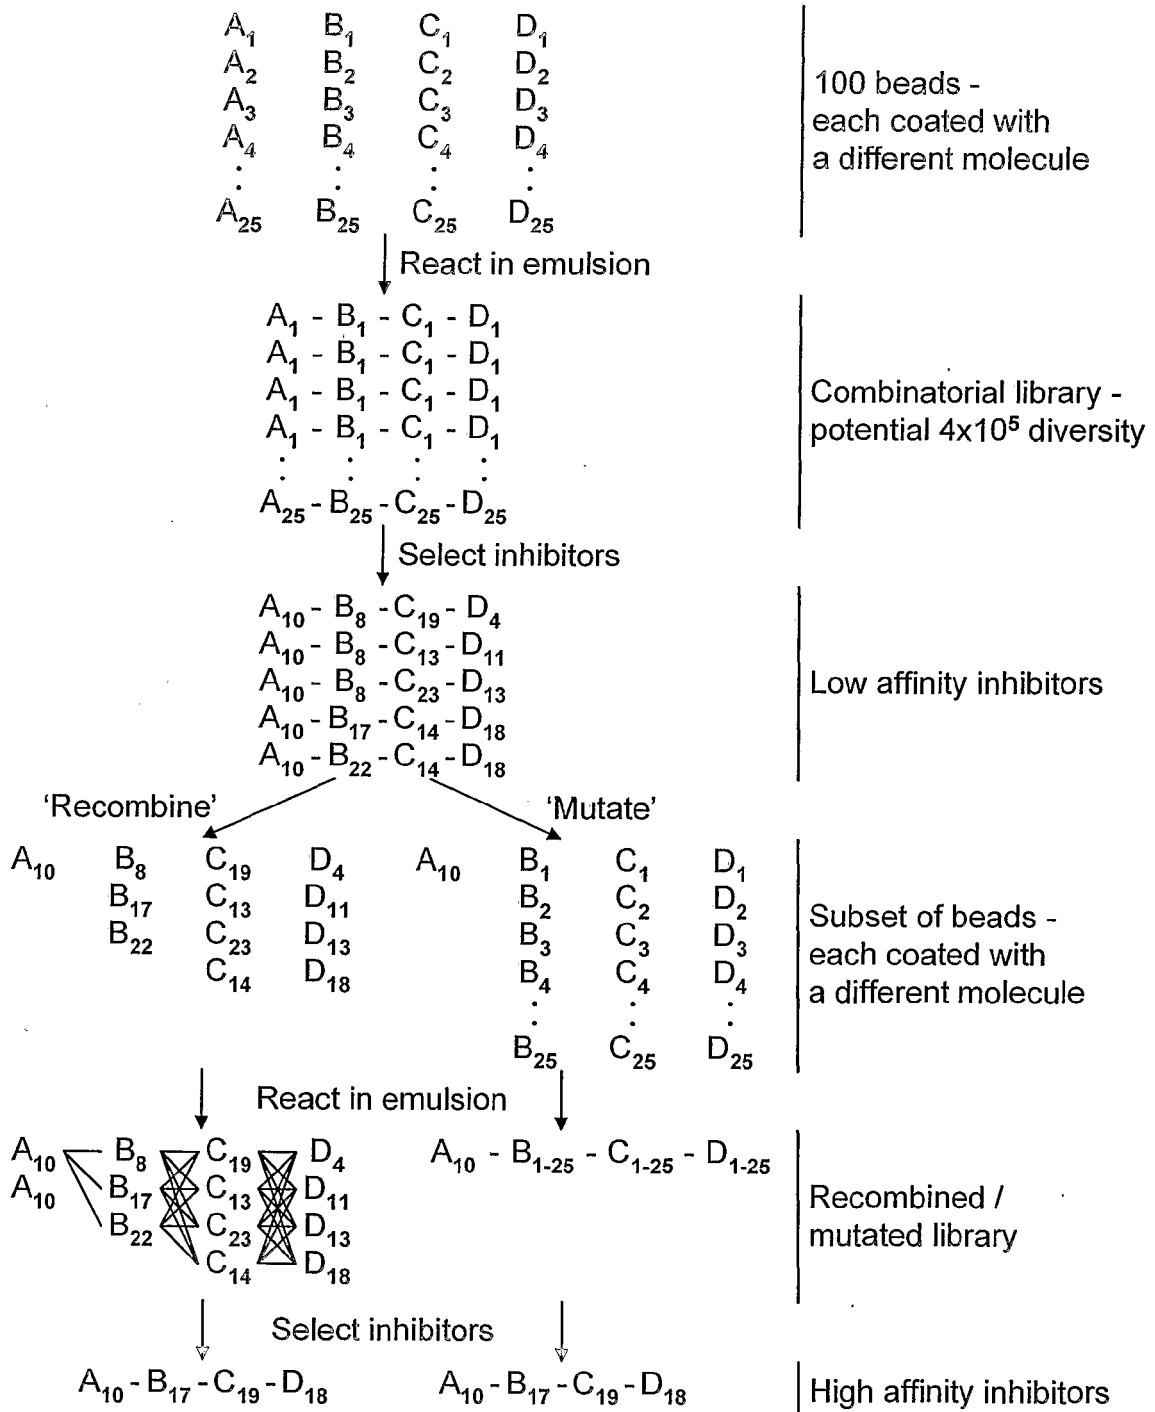 A1 B1 C1 D1
A2 B2 C2 D2
A3 B3 C3 D3
A4 B4 C4 D4
A25 B25 C25 D25
100 beads -
each coated with
a different molecule
React in emulsion
A1 - B1 - C1 - D1
A1 - B1 - C1 - D1
A1 - B1 - C1 - D1
A1 - B1 - C1 - D1
A25 - B25 - C25 - D25
Combinatorial library -
potential 4x10⁵ diversity
Select inhibitors
A10 - B8 - C19 - D4
A10 - B8 - C13 - D11
A10 - B8 - C23 - D13
A10 - B17 - C14 - D18
A10 - B22 - C14 - D18
Low affinity inhibitors
'Recombine' 'Mutate'
A10 B8 C19 D4 A10 B1 C1 D1
B17 C13 D11 B2 C2 D2
B22 C23 D13 B3 C3 D3
C14 D18 B4 C4 D4
B25 C25 D25
Subset of beads -
each coated with
a different molecule
React in emulsion
A10 B8 C19 D4 A10 - B1-25 - C1-25 - D1-25
A10 B17 C13 D11
B22 C23 D13
C14 D18
Recombined /
mutated library
Select inhibitors
A10 - B17 - C19 - D18 A10 - B17 - C19 - D18
High affinity inhibitors